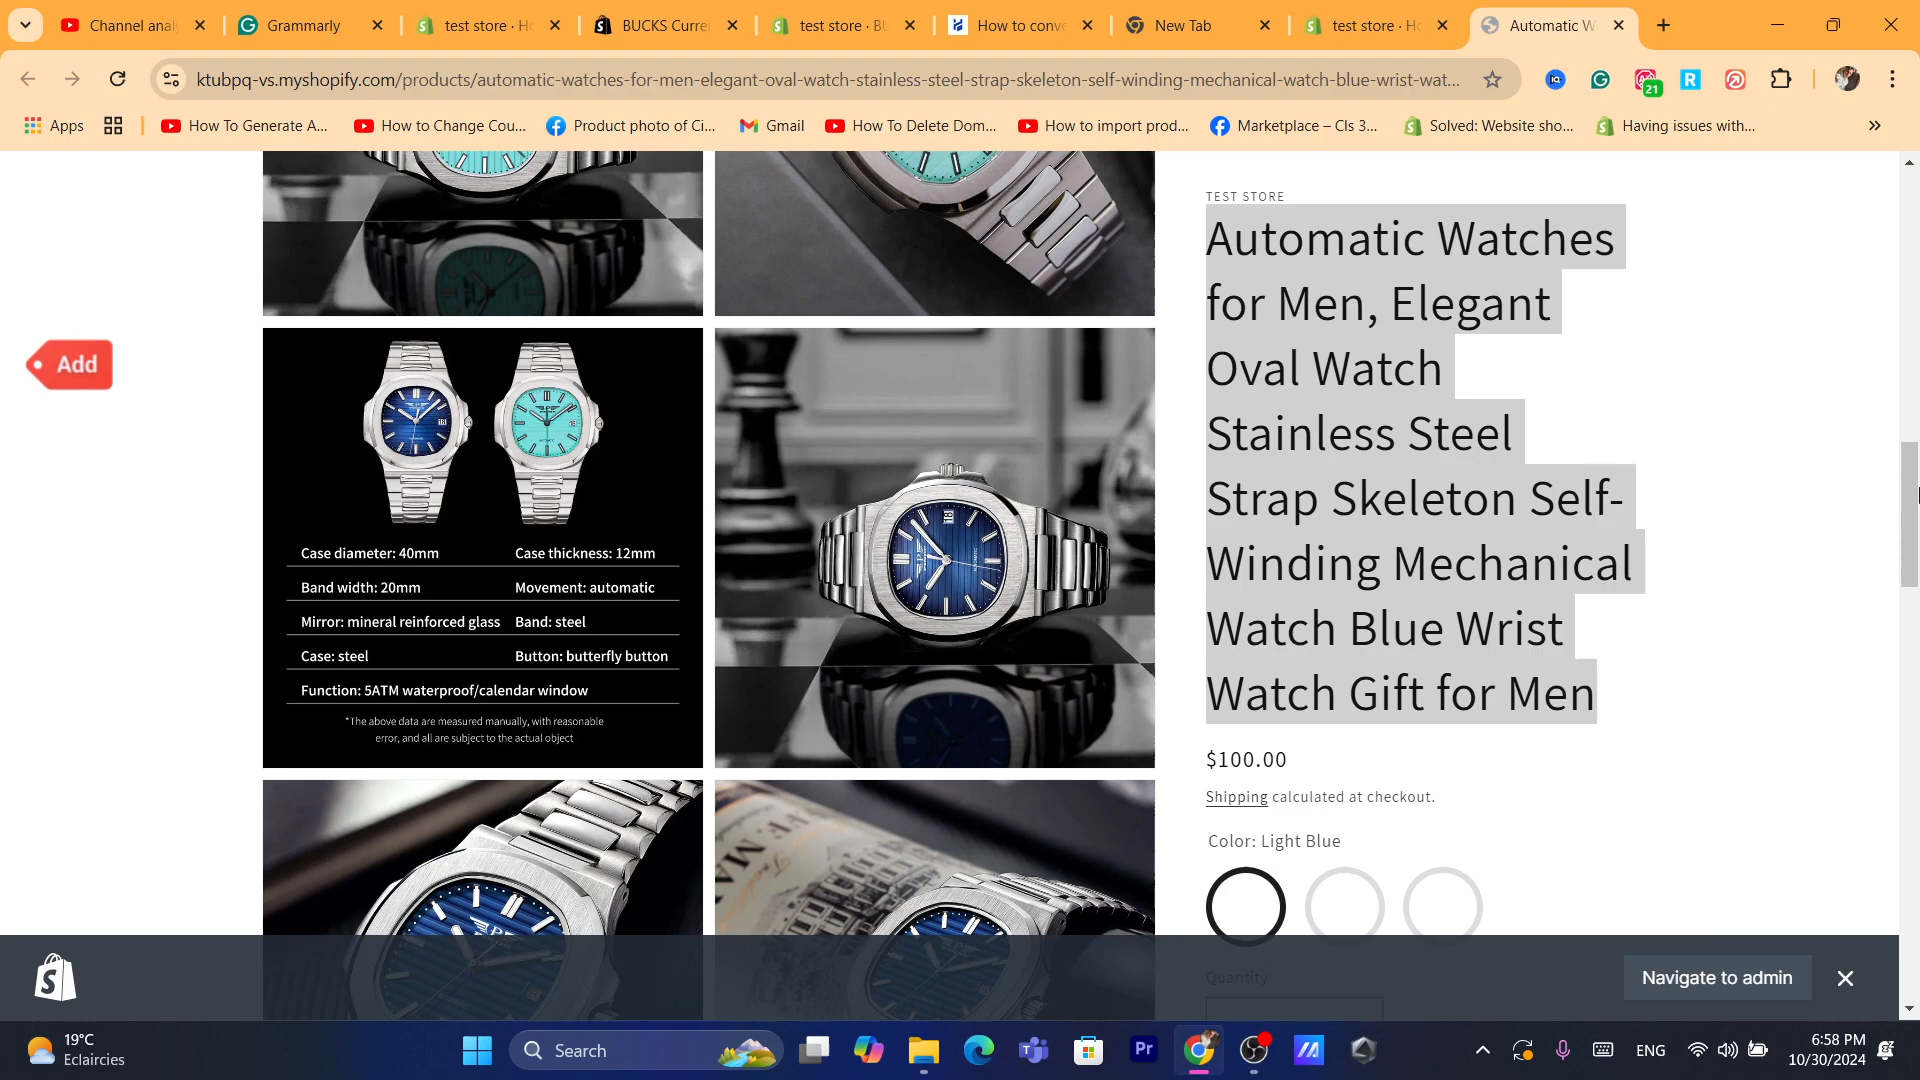 Channel anal
Grammarly
test store · Ho
BUCKS Curren
test store · BU
How to conve
New Tab
test store · Ho
Automatic W
ktubpq-vs.myshopify.com/products/automatic-watches-for-men-elegant-oval-watch-stainless-steel-strap-skeleton-self-winding-mechanical-watch-blue-wrist-wat...
21
Apps
How To Generate A...
How to Change Cou...
Product photo of Ci...
Gmail
How To Delete Dom...
How to import prod...
Marketplace – Cls 3...
Solved: Website sho...
Having issues with...
Add
Case diameter: 40mm
Case thickness: 12mm
Band width: 20mm
Movement: automatic
Mirror: mineral reinforced glass
Band: steel
Case: steel
Button: butterfly button
Function: 5ATM waterproof/calendar window
*The above data are measured manually, with reasonable
error, and all are subject to the actual object
TEST STORE
Automatic Watches
for Men, Elegant
Oval Watch
Stainless Steel
Strap Skeleton Self-
Winding Mechanical
Watch Blue Wrist
Watch Gift for Men
$100.00
Shipping calculated at checkout.
Color: Light Blue
Quantity
Navigate to admin
19°C
Eclaircies
Search
Pr
ENG
6:58 PM
10/30/2024